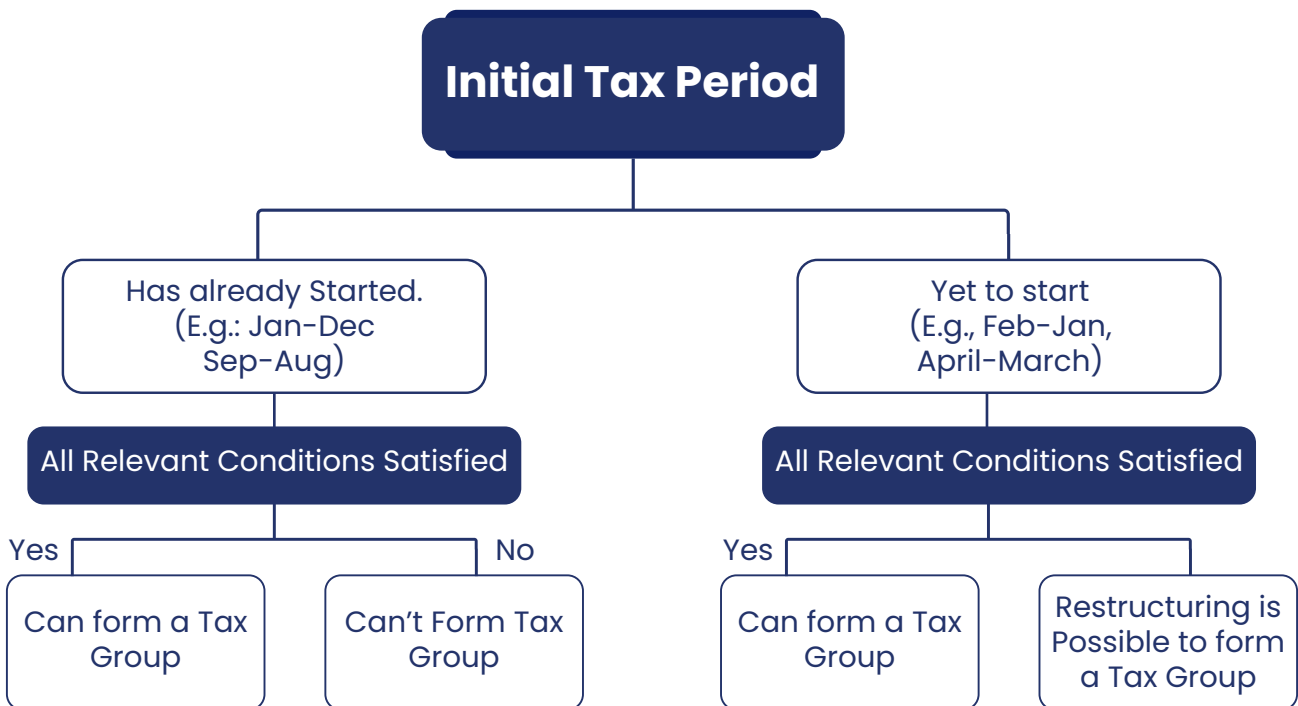 Initial Tax Period
Has already Started.
(E.g.: Jan-Dec
Sep-Aug)
Yet to start
(E.g., Feb-Jan,
April-March)
All Relevant Conditions Satisfied
All Relevant Conditions Satisfied
Yes
No
Yes
Can form a Tax
Group
Can't Form Tax
Group
Can form a Tax
Group
Restructuring is
Possible to form
a Tax Group